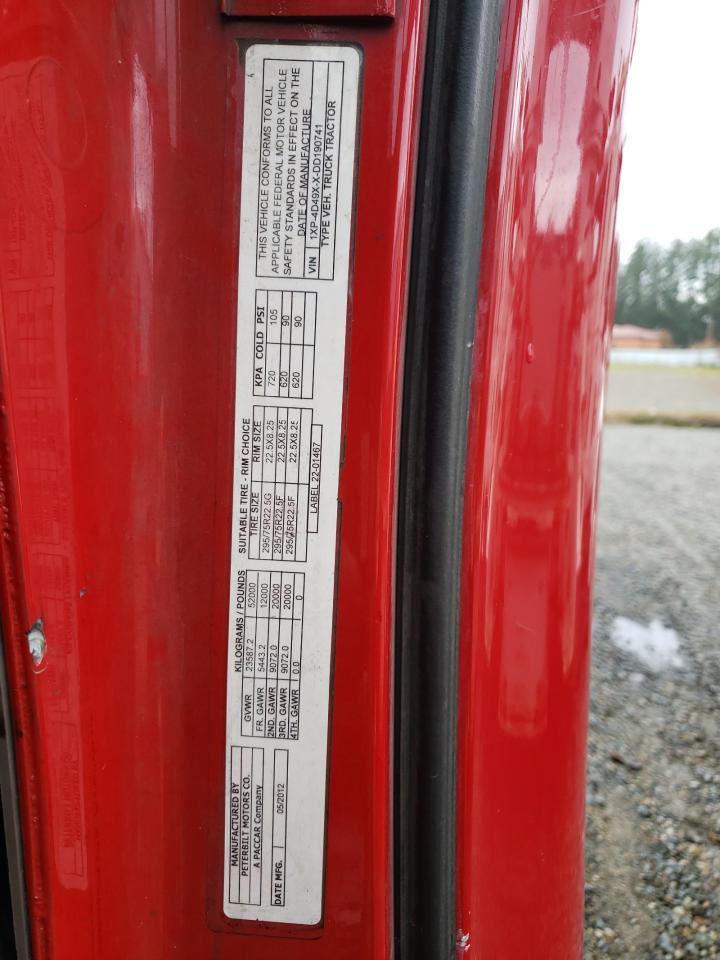 MANUFACTURED BY
PETERBILT MOTORS CO.
A PACCAR Company
DATE MFG. 05/2012
KILOGRAMS / POUNDS
GVWR 23587.2 52000
FR. GAWR 5443.2 12000
2ND. GAWR 9072.0 20000
3RD. GAWR 9072.0 20000
4TH. GAWR 0.0 0
SUITABLE TIRE - RIM CHOICE
TIRE SIZE RIM SIZE
295/75R22.5G 22.5X8.25
295/75R22.5F 22.5X8.25
295/75R22.5F 22.5X8.25
LABEL 22-01467
KPA COLD PSI
720 105
620 90
620 90
THIS VEHICLE CONFORMS TO ALL
APPLICABLE FEDERAL MOTOR VEHICLE
SAFETY STANDARDS IN EFFECT ON THE
DATE OF MANUFACTURE
VIN 1XP-4D49X-X-DD190741
TYPE VEH. TRUCK TRACTOR